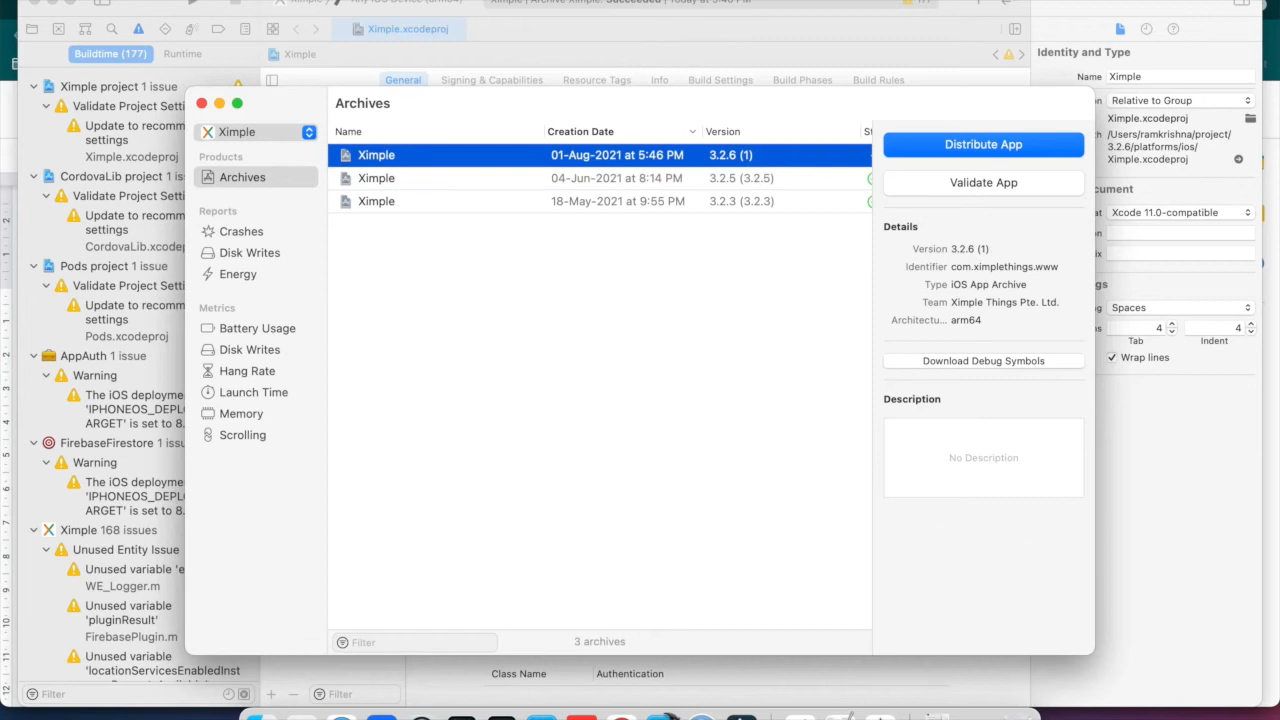 Ximple.xcodeproj
Buildtime (177)
Runtime
Ximple
Identity and Type
General
Signing & Capabilities
Resource Tags
Info
Build Settings
Build Phases
Build Rules
Name
Ximple
Relative to Group
Ximple.xcodeproj
/Users/ramkrishna/project/
3.2.6/platforms/ios/
Ximple.xcodeproj
Xcode 11.0-compatible
Spaces
4
4
Tab
Indent
Wrap lines
Ximple project 1 issue
Validate Project Setti
Update to recomm
settings
Ximple.xcodeproj
CordovaLib project 1 iss
Validate Project Setti
Update to recomm
settings
CordovaLib.xcodep
Pods project 1 issue
Validate Project Setti
Update to recomm
settings
Pods.xcodeproj
AppAuth 1 issue
Warning
The iOS deployme
'IPHONEOS_DEPL
ARGET' is set to 8.
FirebaseFirestore 1 issu
Warning
The iOS deployme
'IPHONEOS_DEPL
ARGET' is set to 8.
Ximple 168 issues
Unused Entity Issue
Unused variable 'e
WE_Logger.m
Unused variable
'pluginResult'
FirebasePlugin.m
Unused variable
'locationServicesEnabledInst
Filter
Filter
Class Name
Authentication
Archives
Ximple
Products
Archives
Reports
Crashes
Disk Writes
Energy
Metrics
Battery Usage
Disk Writes
Hang Rate
Launch Time
Memory
Scrolling
Name
Creation Date
Version
Ximple
01-Aug-2021 at 5:46 PM
3.2.6 (1)
Ximple
04-Jun-2021 at 8:14 PM
3.2.5 (3.2.5)
Ximple
18-May-2021 at 9:55 PM
3.2.3 (3.2.3)
Filter
3 archives
Distribute App
Validate App
Details
Version 3.2.6 (1)
Identifier com.ximplethings.www
Type iOS App Archive
Team Ximple Things Pte. Ltd.
Architectu... arm64
Download Debug Symbols
Description
No Description